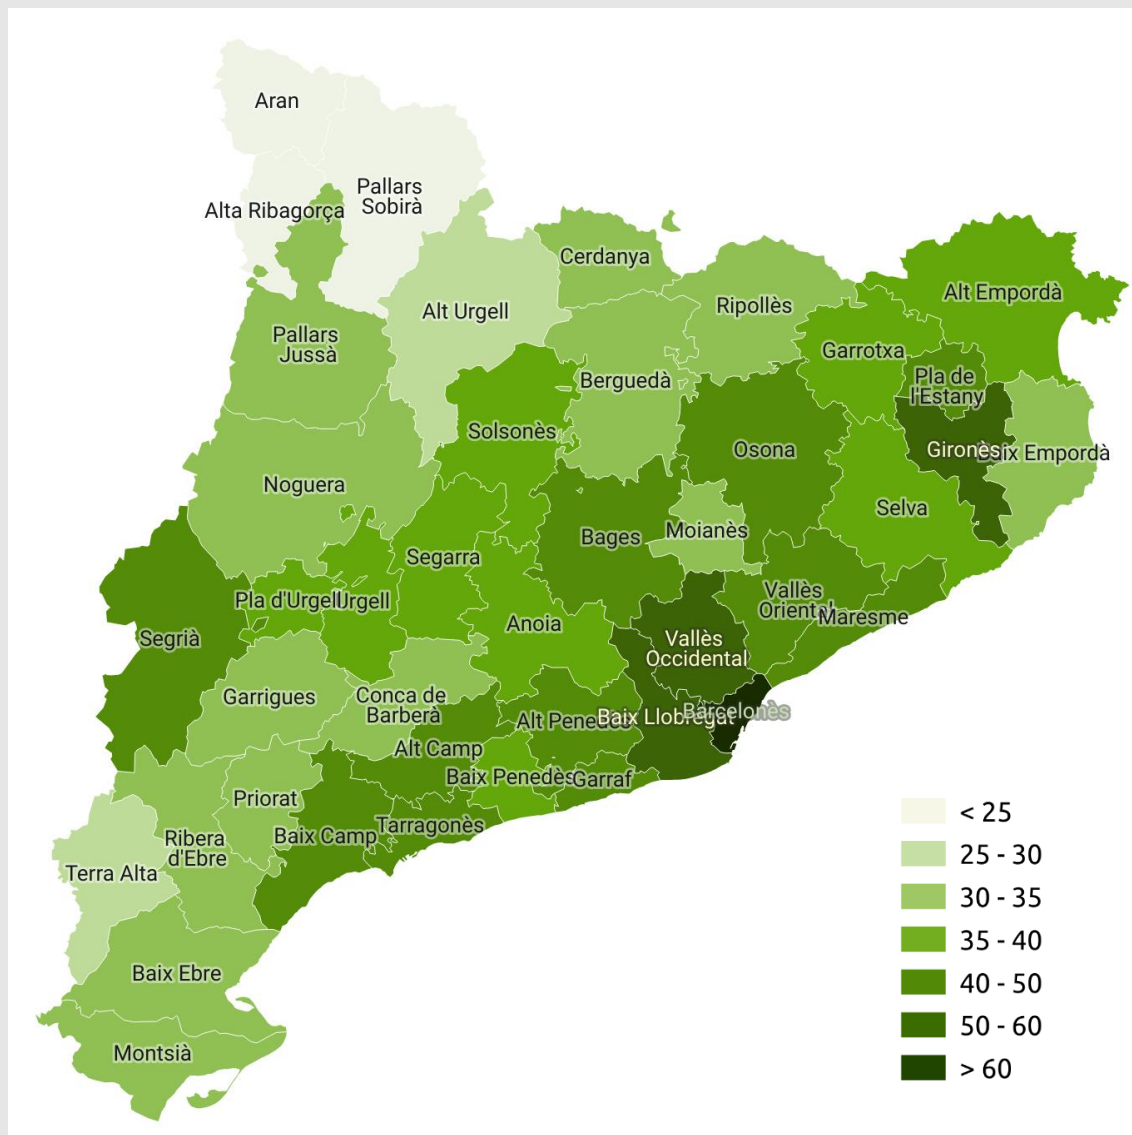 Aran
Pallars
Sobirà
Alta Ribagorça
Cerdanya
Alt Urgell
Ripollès
Alt Empordà
Pallars
Jussà
Garrotxa
Berguedà
Pla de
l'Estany
Solsonès
Osona
Gironès
Baix Empordà
Noguera
Selva
Bages
Moianès
Segarra
Pla d'Urgell
Urgell
Vallès
Oriental
Maresme
Anoia
Segrià
Vallès
Occidental
Garrigues
Conca de
Barberà
Alt Penedès
Baix Llobregat
Barcelonès
Alt Camp
Baix Penedès
Garraf
Priorat
Baix Camp
Tarragonès
Ribera
d'Ebre
Terra Alta
Baix Ebre
Montsià
< 25
25 - 30
30 - 35
35 - 40
40 - 50
50 - 60
> 60